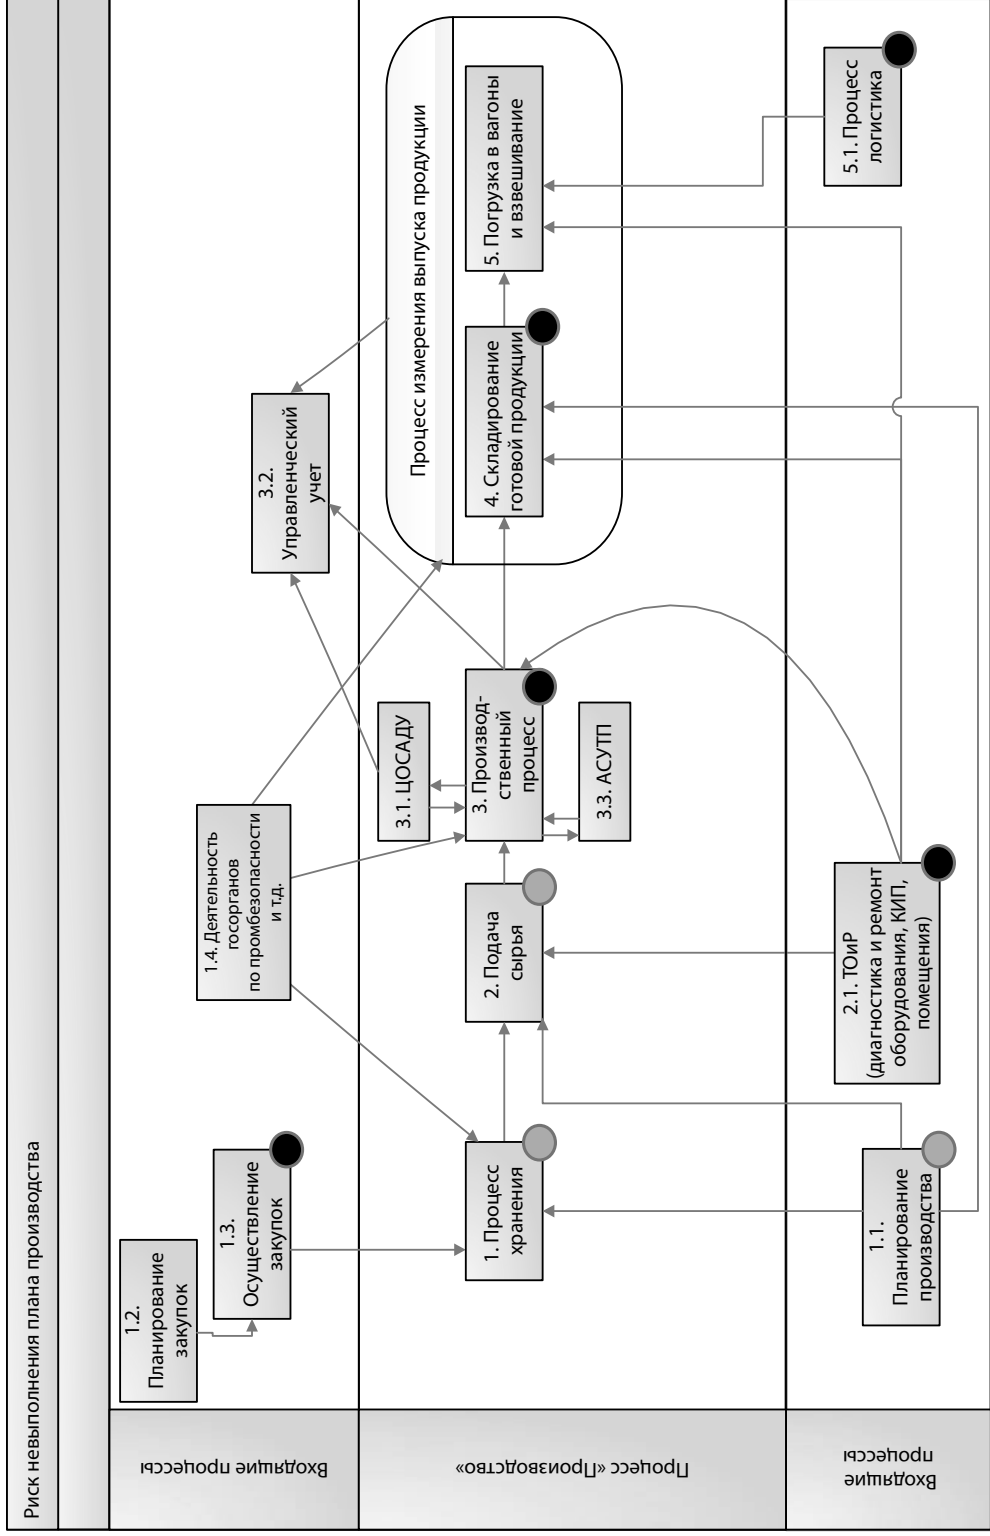 Риск невыполнения плана производства
Входящие процессы
1.2.
Планирование
закупок
1.3.
Осуществление
закупок
1.4. Деятельность
госорганов
по промбезопасности
и т.д.
3.2.
Управленческий
учет
Процесс «Производство»
1. Процесс
хранения
2. Подача
сырья
3.1. ЦОСАДУ
3. Производ-
ственный
процесс
3.3. АСУТП
Процесс измерения выпуска продукции
4. Складирование
готовой продукции
5. Погрузка в вагоны
и взвешивание
Входящие
процессы
1.1.
Планирование
производства
2.1. ТОиР
(диагностика и ремонт
оборудования, КИП,
помещения)
5.1. Процесс
логистика